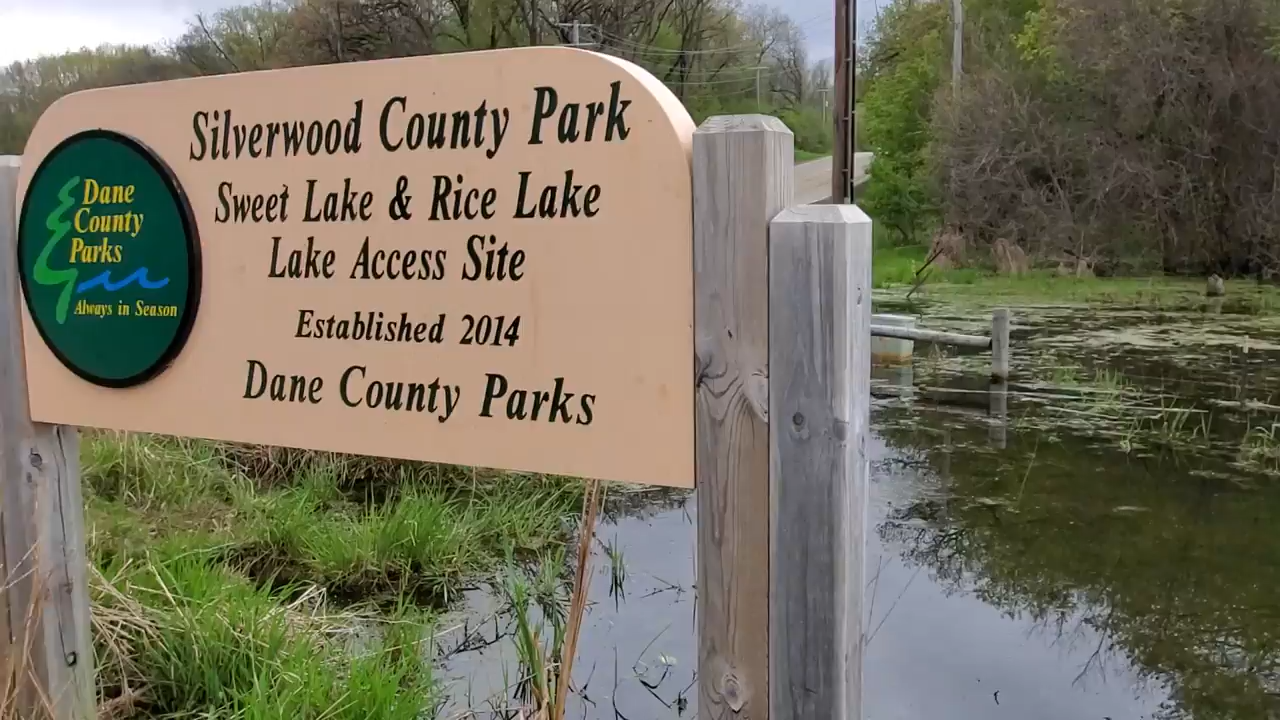 Silverwood County Park
Sweet Lake & Rice Lake
Lake Access Site
Established 2014
Dane County Parks
Dane
County
Parks
Always in Season